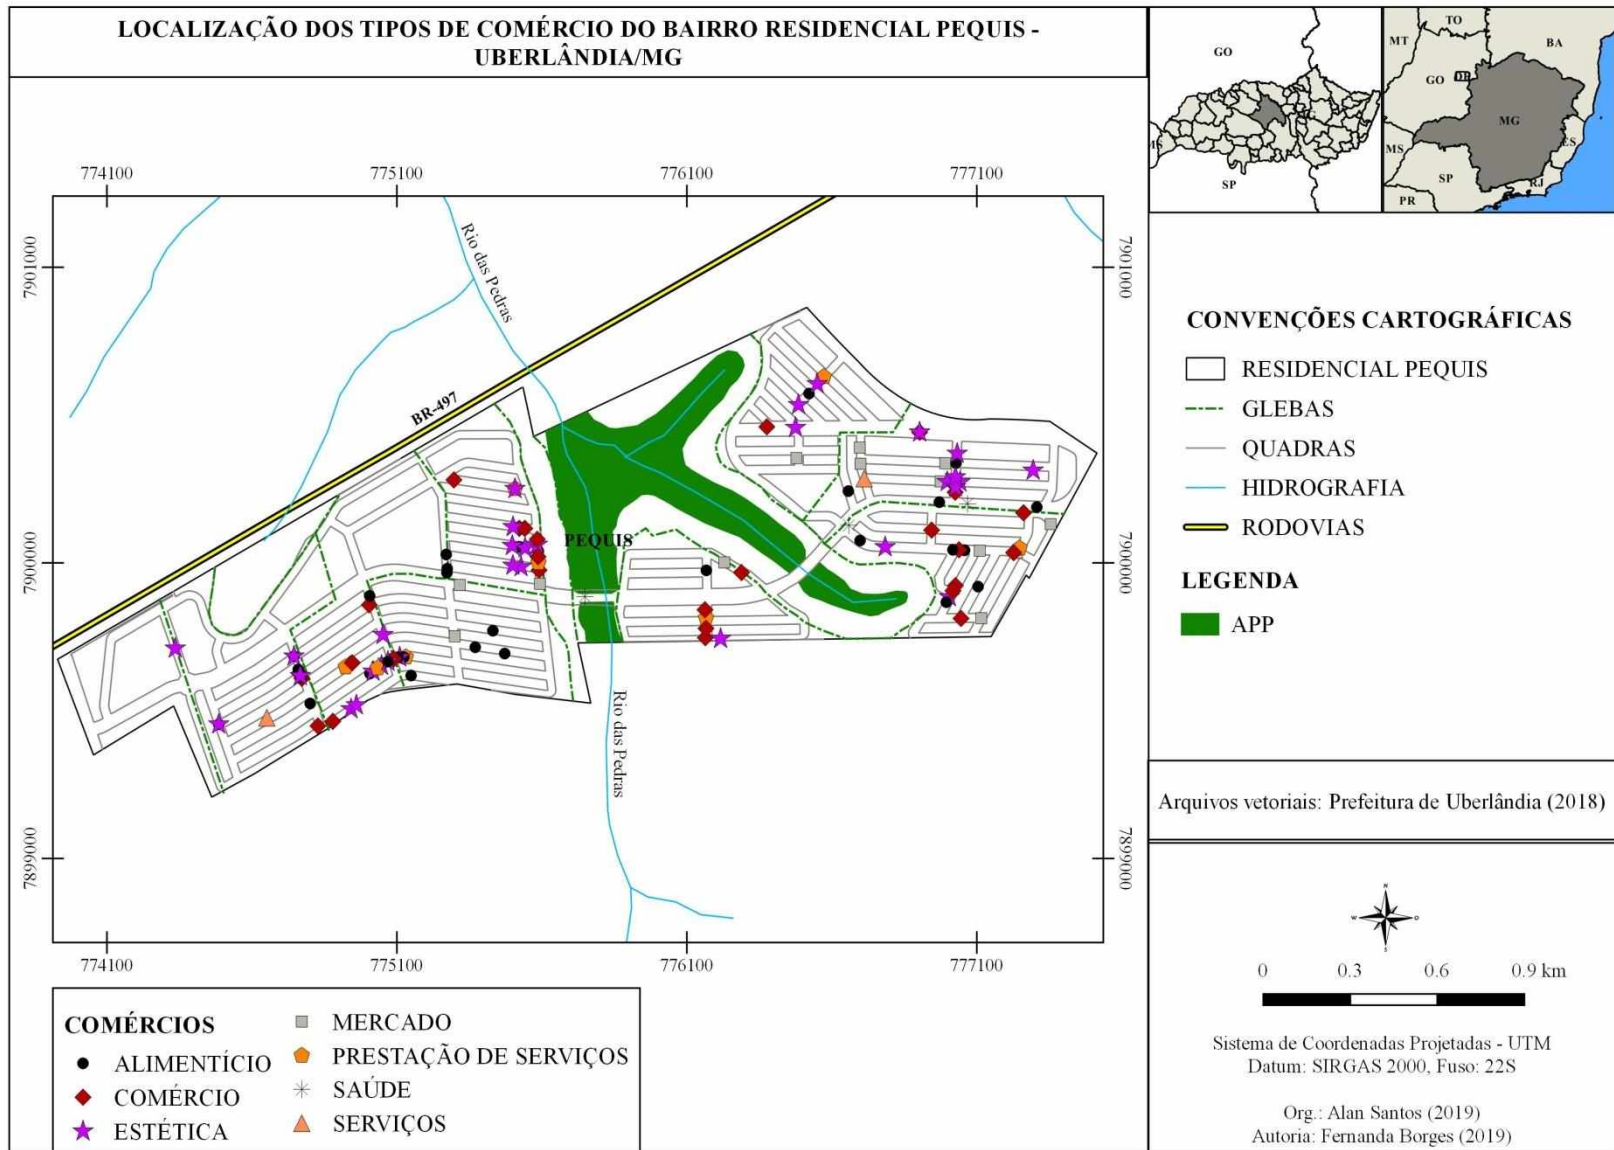 LOCALIZAÇÃO DOS TIPOS DE COMÉRCIO DO BAIRRO RESIDENCIAL PEQUIS -
UBERLÂNDIA/MG
GO
MS
SP
TO
MT
BA
GO
DF
MG
ES
MS
SP
RJ
PR
774100
775100
776100
777100
7901000
7901000
Rio das Pedras
BR-497
PEQUIS
7900000
7900000
Rio das Pedras
7899000
7899000
774100
775100
776100
777100
CONVENÇÕES CARTOGRÁFICAS
RESIDENCIAL PEQUIS
GLEBAS
QUADRAS
HIDROGRAFIA
RODOVIAS
LEGENDA
APP
Arquivos vetoriais: Prefeitura de Uberlândia (2018)
N
W
O
S
0 0.3 0.6 0.9 km
Sistema de Coordenadas Projetadas - UTM
Datum: SIRGAS 2000, Fuso: 22S
Org.: Alan Santos (2019)
Autoria: Fernanda Borges (2019)
COMÉRCIOS
ALIMENTÍCIO
COMÉRCIO
ESTÉTICA
MERCADO
PRESTAÇÃO DE SERVIÇOS
SAÚDE
SERVIÇOS